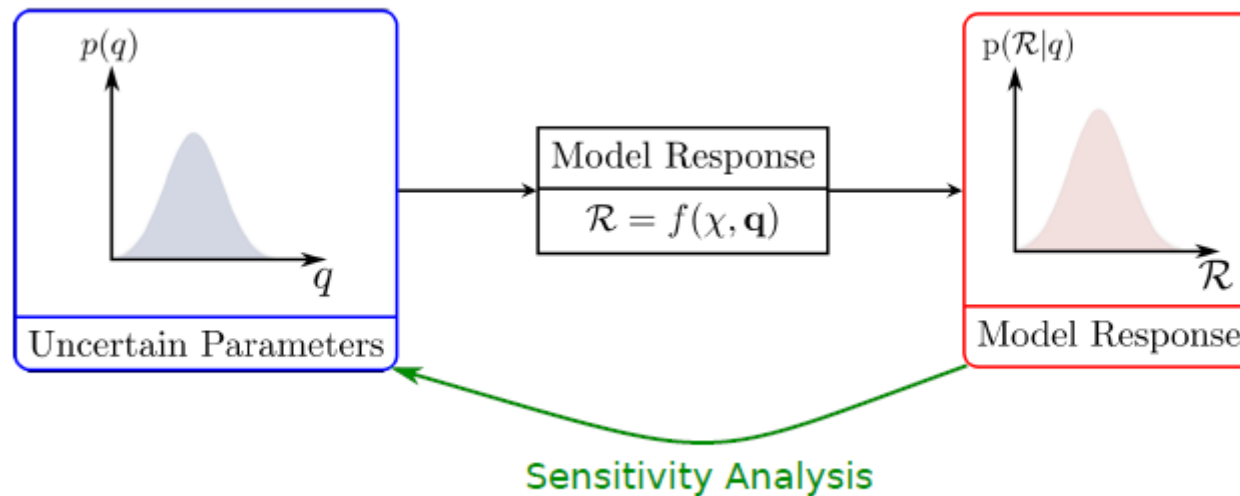 p(q)
q
Uncertain Parameters
Model Response
ℛ = f(χ, q)
p(ℛ|q)
ℛ
Model Response
Sensitivity Analysis